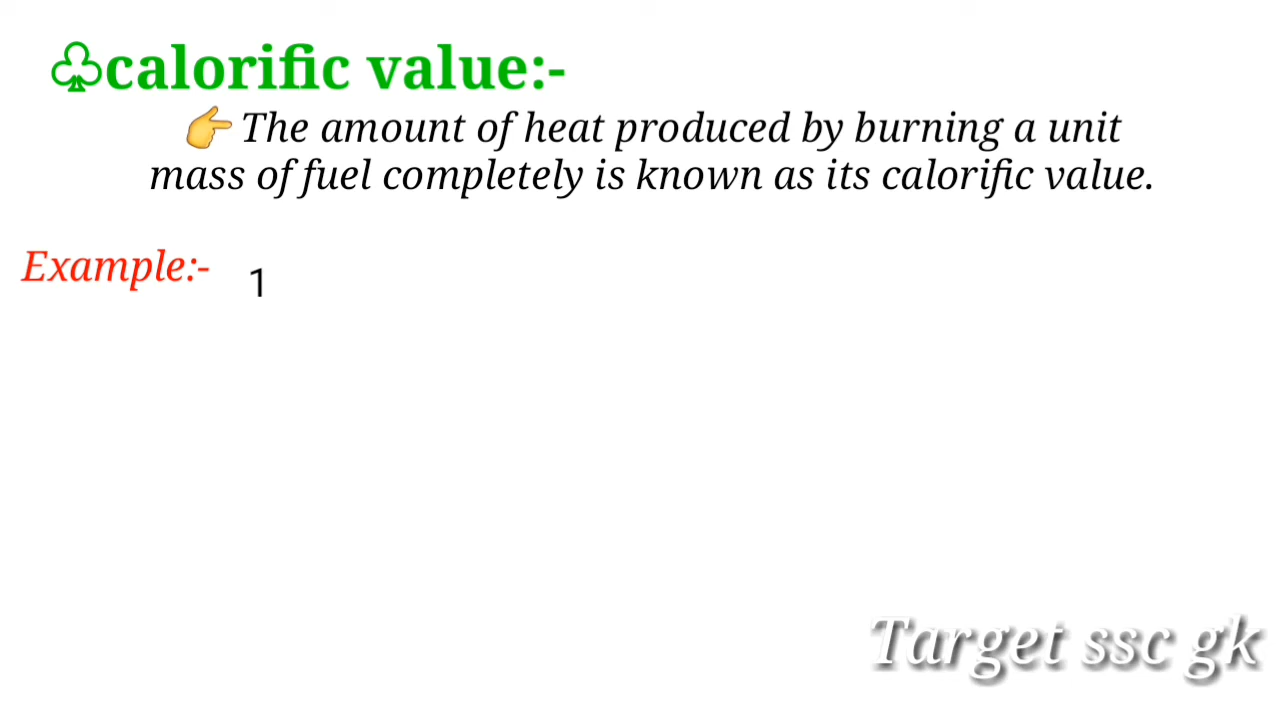 ♧calorific value:-
👉 The amount of heat produced by burning a unit
mass of fuel completely is known as its calorific value.
Example:- 1
Target ssc gk